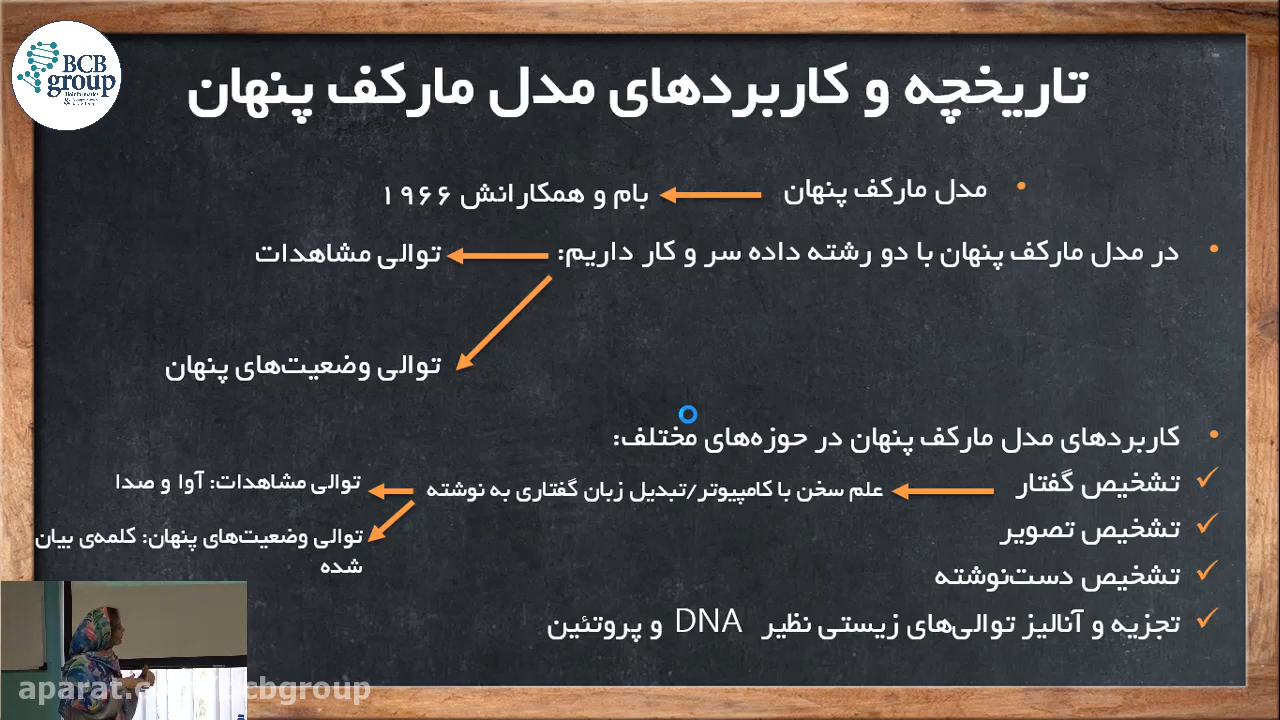 BCB
group
تاریخچه و کاربردهای مدل مارکف پنهان
• مدل مارکف پنهان
بام و همکارانش ۱۹۶۶
• در مدل مارکف پنهان با دو رشته داده سر و کار داریم:
توالی مشاهدات
توالی وضعیت‌های پنهان
• کاربردهای مدل مارکف پنهان در حوزه‌های مختلف:
✓ تشخیص گفتار
علم سخن با کامپیوتر/تبدیل زبان گفتاری به نوشته
توالی مشاهدات: آوا و صدا
توالی وضعیت‌های پنهان: کلمه‌ی بیان
شده
✓ تشخیص تصویر
✓ تشخیص دست‌نوشته
✓ تجزیه و آنالیز توالی‌های زیستی نظیر DNA و پروتئین